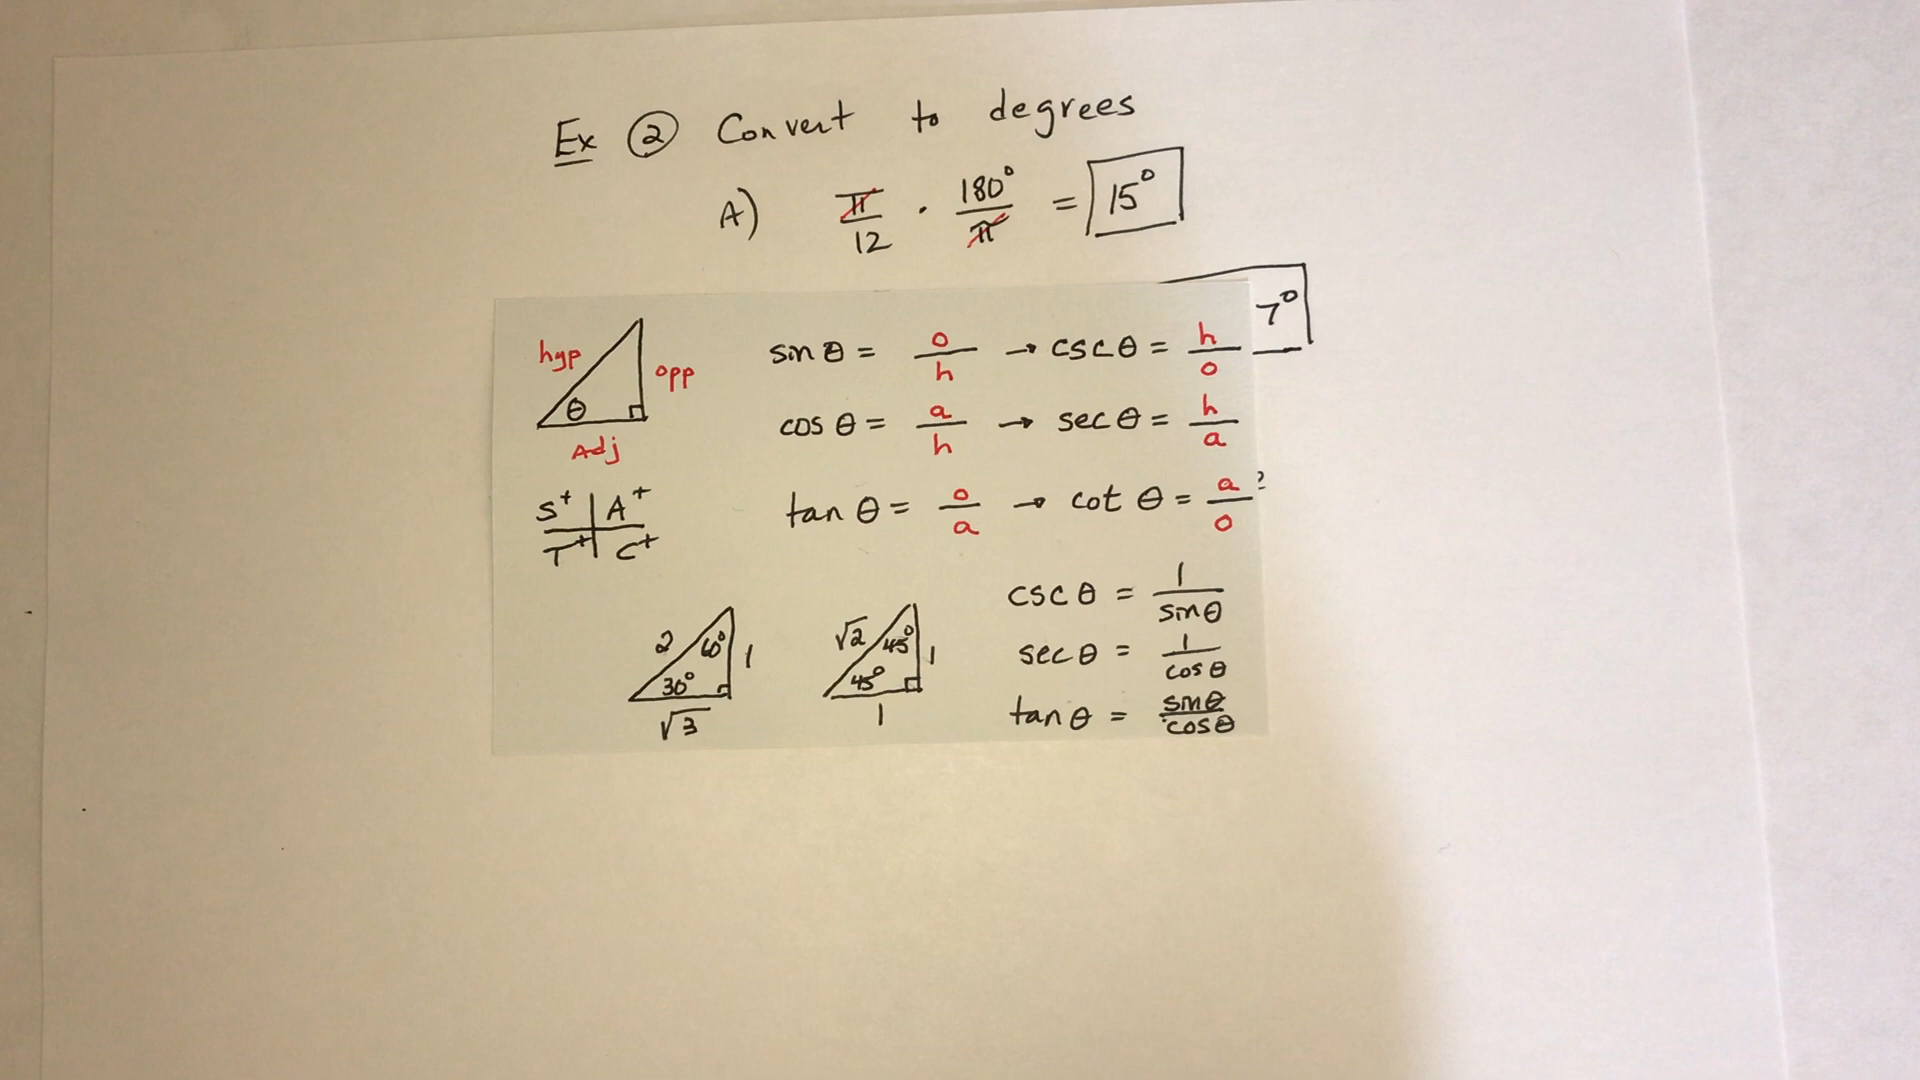 Ex ② Convert to degrees
A) π/12 · 180°/π = 15°
7°
hyp
opp
θ
Adj
sin θ = o/h → csc θ = h/o
cos θ = a/h → sec θ = h/a
tan θ = o/a → cot θ = a/o
S+ A+
T+ C+
2 60° 1
30°
√3
√2 45° 1
45°
1
csc θ = 1/sin θ
sec θ = 1/cos θ
tan θ = sin θ/cos θ